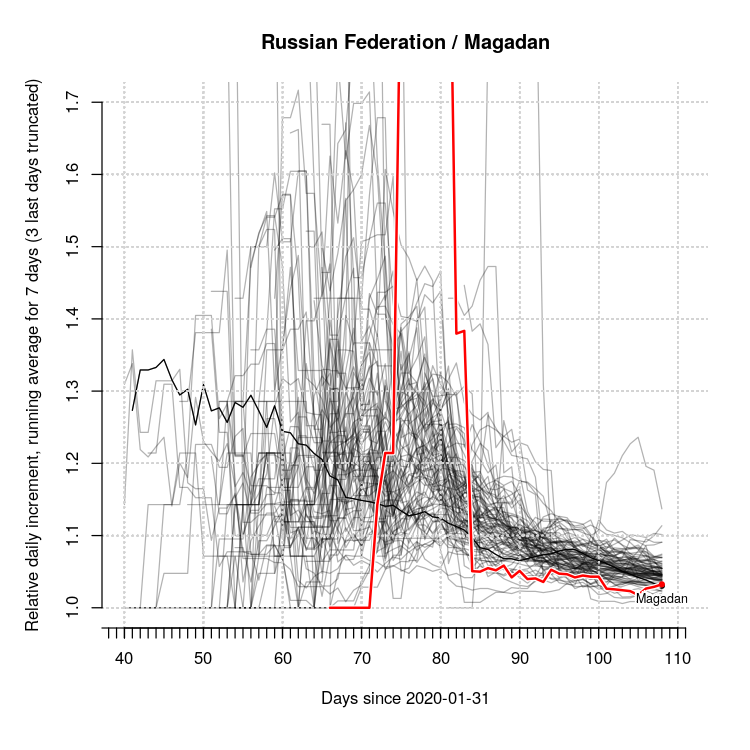 Russian Federation / Magadan
Relative daily increment, running average for 7 days (3 last days truncated)
1.7
1.6
1.5
1.4
1.3
1.2
1.1
1.0
Magadan
40 50 60 70 80 90 100 110
Days since 2020-01-31